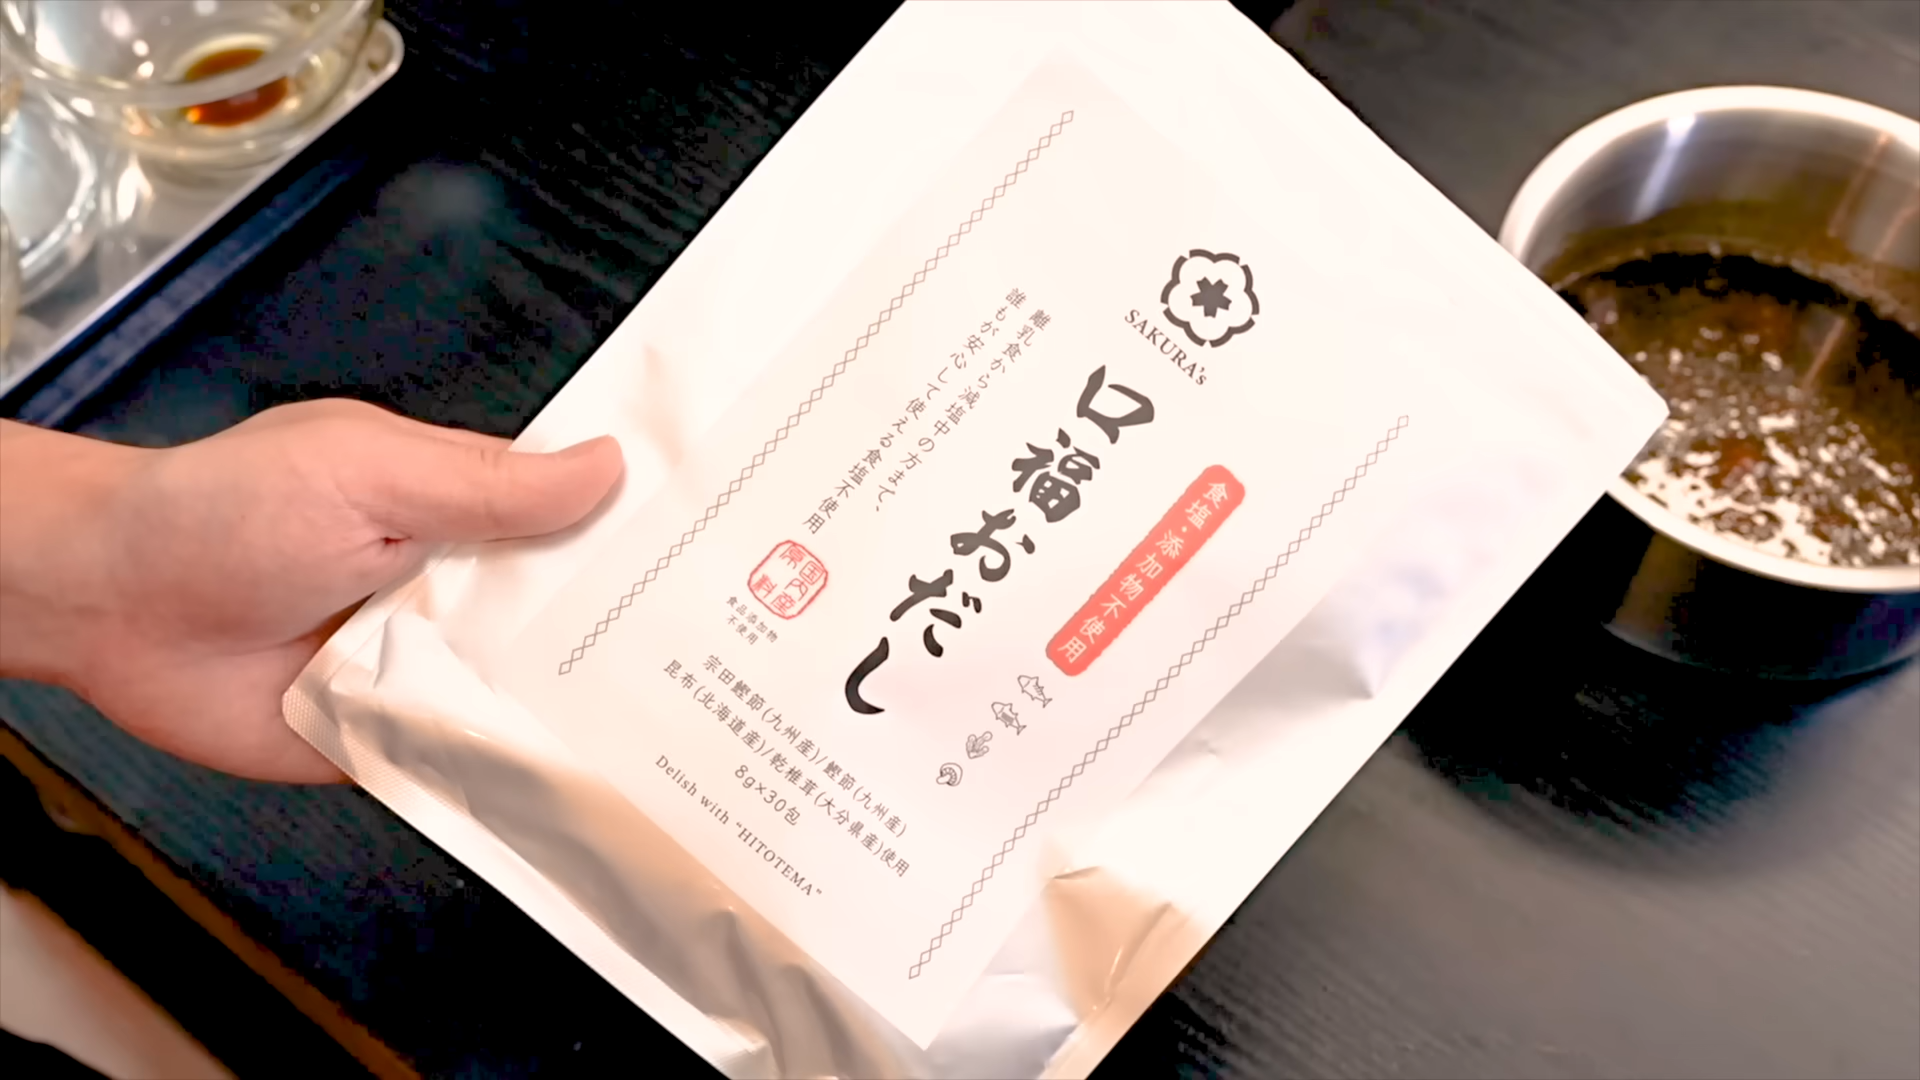 SAKURA's
口福おだし
食塩・添加物不使用
離乳食から減塩中の方まで、
誰もが安心して使える食塩不使用
国内産
原料
食品添加物
不使用
宗田鰹節(九州産)/鰹節(九州産)
昆布(北海道産)/乾椎茸(大分県産)使用
8g×30包
Delish with “HITOTEMA”